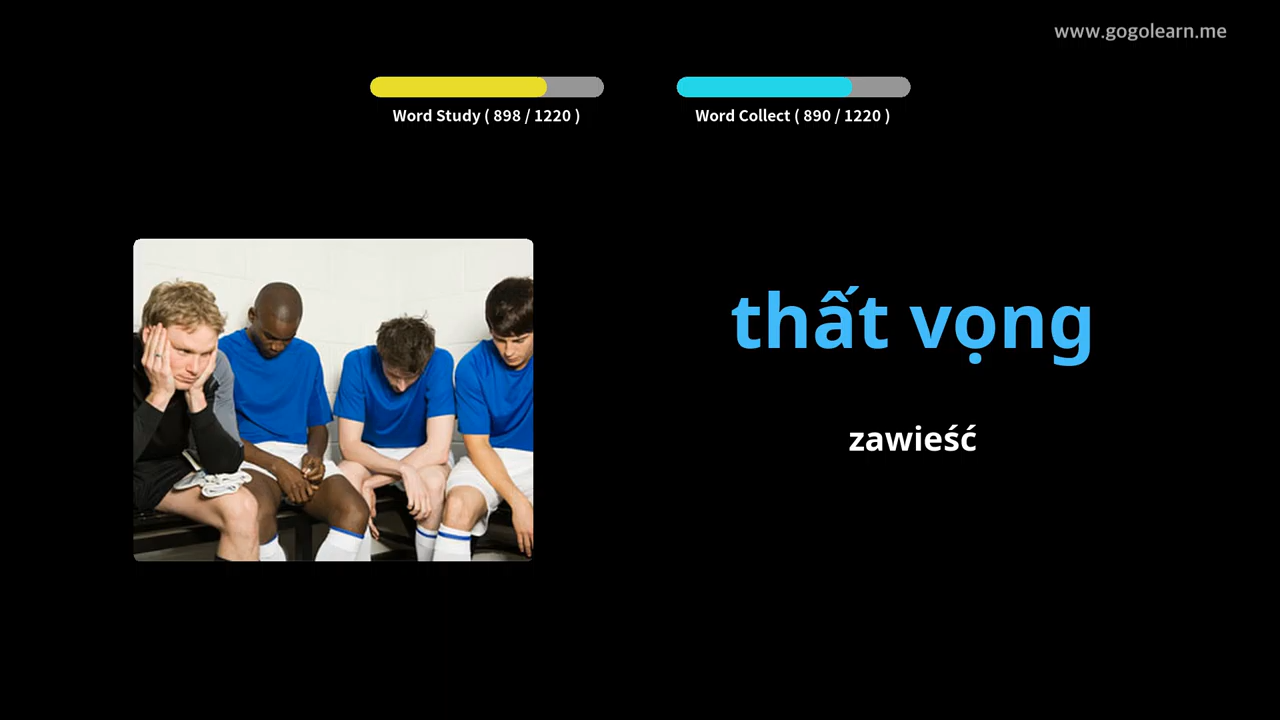 www.gogolearn.me
Word Study ( 898 / 1220 )
Word Collect ( 890 / 1220 )
thất vọng
zawieść